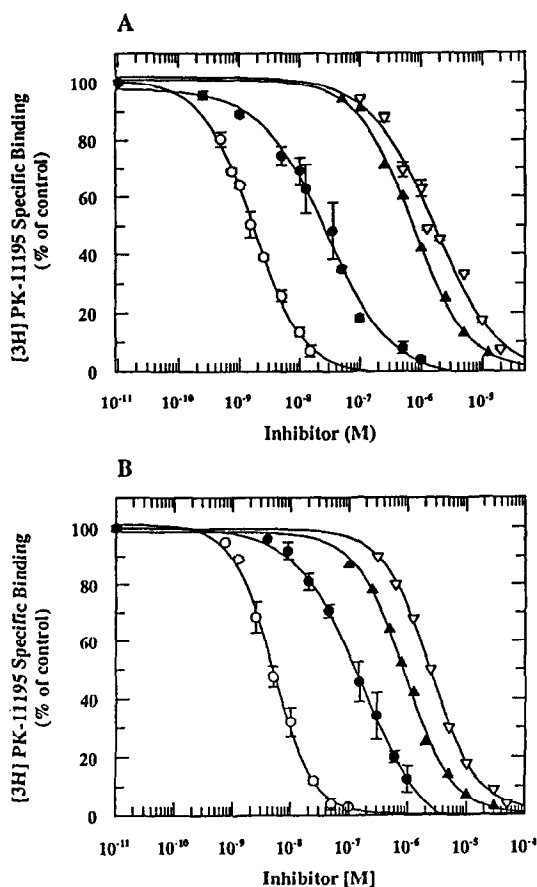 A
[3H] PK-11195 Specific Binding
(% of control)
100
80
60
40
20
0
10⁻¹¹ 10⁻¹⁰ 10⁻⁹ 10⁻⁸ 10⁻⁷ 10⁻⁶ 10⁻⁵
Inhibitor (M)
B
[3H] PK-11195 Specific Binding
(% of control)
100
80
60
40
20
0
10⁻¹¹ 10⁻¹⁰ 10⁻⁹ 10⁻⁸ 10⁻⁷ 10⁻⁶ 10⁻⁵ 10⁻⁴
Inhibitor [M]